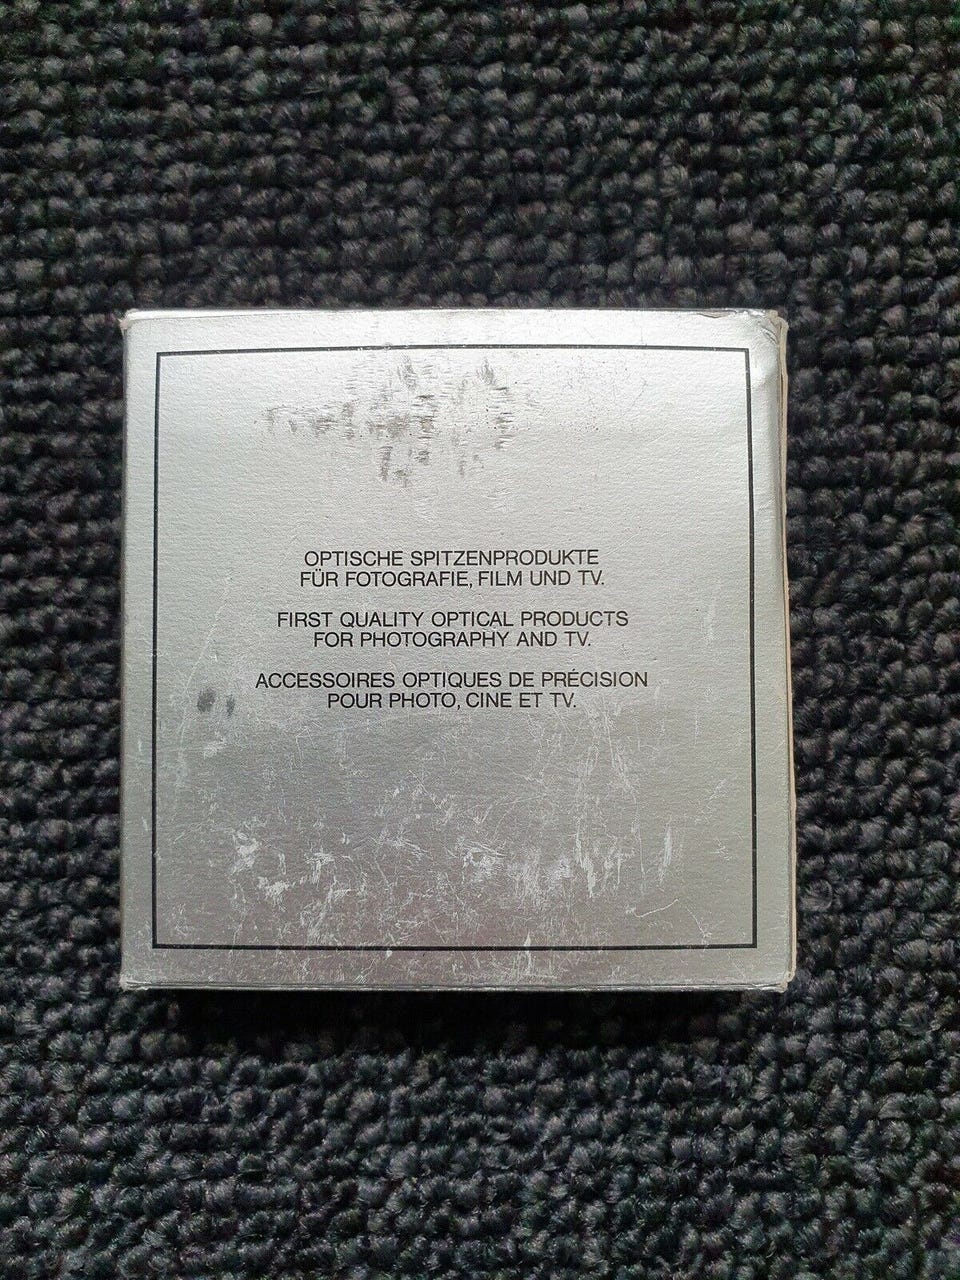 OPTISCHE SPITZENPRODUKTE
FÜR FOTOGRAFIE, FILM UND TV.
FIRST QUALITY OPTICAL PRODUCTS
FOR PHOTOGRAPHY AND TV.
ACCESSOIRES OPTIQUES DE PRÉCISION
POUR PHOTO, CINE ET TV.